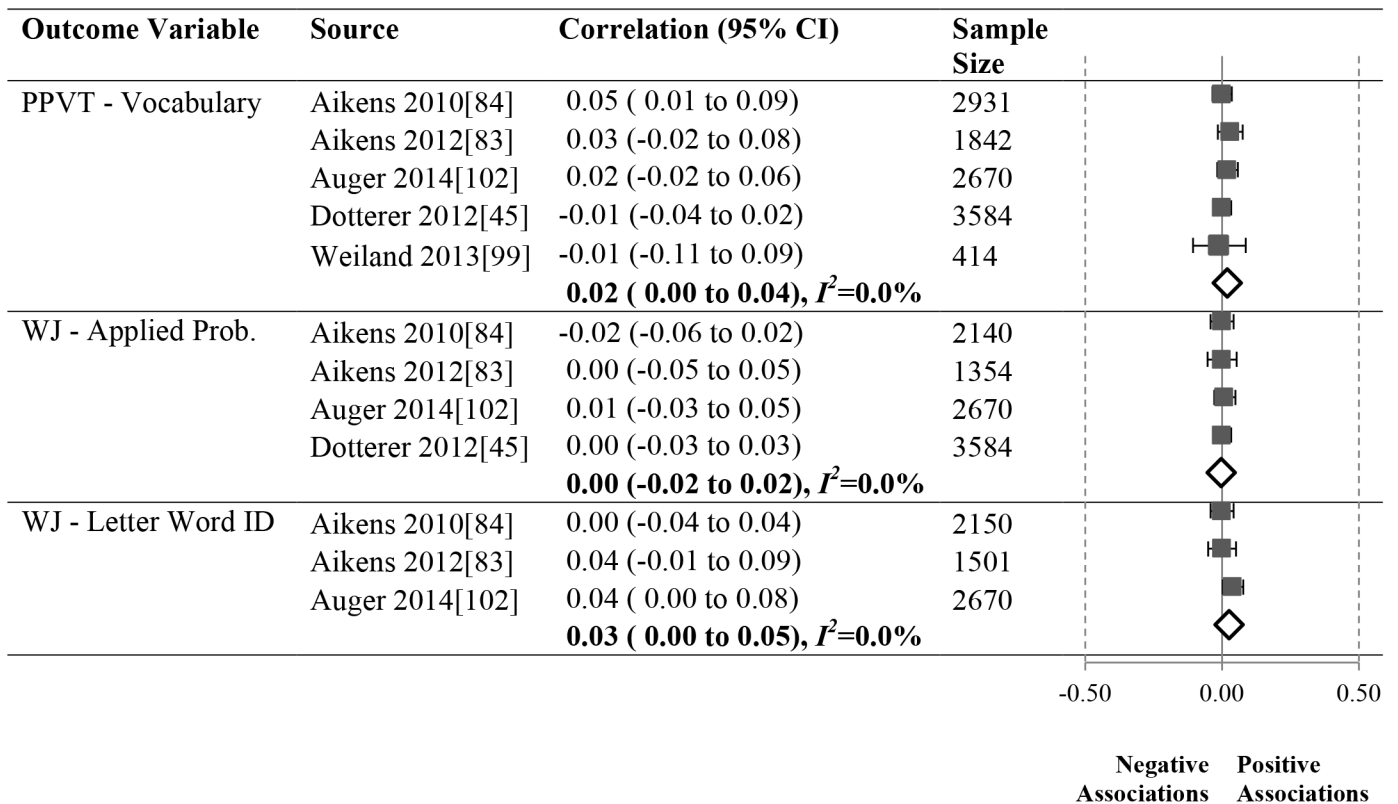 Outcome Variable Source Correlation (95% CI) Sample Size
PPVT - Vocabulary Aikens 2010[84] 0.05 ( 0.01 to 0.09) 2931
Aikens 2012[83] 0.03 (-0.02 to 0.08) 1842
Auger 2014[102] 0.02 (-0.02 to 0.06) 2670
Dotterer 2012[45] -0.01 (-0.04 to 0.02) 3584
Weiland 2013[99] -0.01 (-0.11 to 0.09) 414
0.02 ( 0.00 to 0.04), I²=0.0%
WJ - Applied Prob. Aikens 2010[84] -0.02 (-0.06 to 0.02) 2140
Aikens 2012[83] 0.00 (-0.05 to 0.05) 1354
Auger 2014[102] 0.01 (-0.03 to 0.05) 2670
Dotterer 2012[45] 0.00 (-0.03 to 0.03) 3584
0.00 (-0.02 to 0.02), I²=0.0%
WJ - Letter Word ID Aikens 2010[84] 0.00 (-0.04 to 0.04) 2150
Aikens 2012[83] 0.04 (-0.01 to 0.09) 1501
Auger 2014[102] 0.04 ( 0.00 to 0.08) 2670
0.03 ( 0.00 to 0.05), I²=0.0%
-0.50 0.00 0.50
Negative Positive
Associations Associations